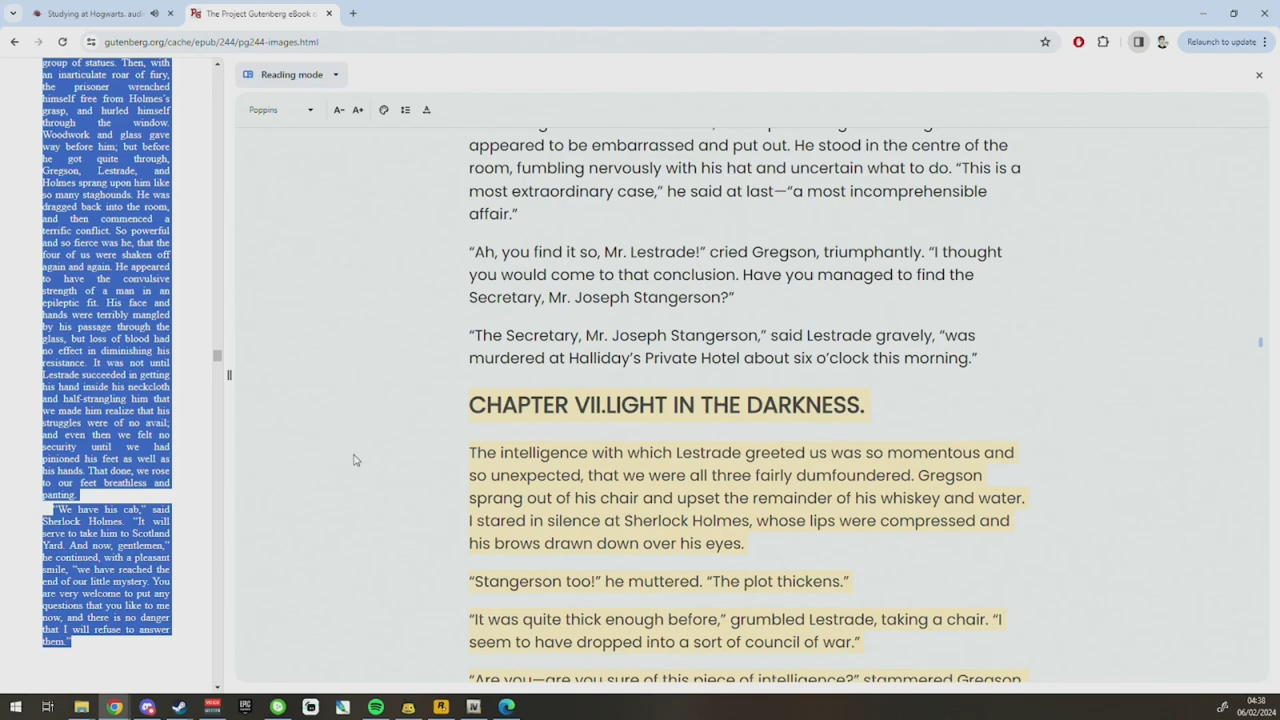 Studying at Hogwarts. audi
The Project Gutenberg eBook o
gutenberg.org/cache/epub/244/pg244-images.html
Relaunch to update
group of statues. Then, with
an inarticulate roar of fury,
the prisoner wrenched
himself free from Holmes's
grasp, and hurled himself
through the window.
Woodwork and glass gave
way before him; but before
he got quite through,
Gregson, Lestrade, and
Holmes sprang upon him like
so many staghounds. He was
dragged back into the room,
and then commenced a
terrific conflict. So powerful
and so fierce was he, that the
four of us were shaken off
again and again. He appeared
to have the convulsive
strength of a man in an
epileptic fit. His face and
hands were terribly mangled
by his passage through the
glass, but loss of blood had
no effect in diminishing his
resistance. It was not until
Lestrade succeeded in getting
his hand inside his neckcloth
and half-strangling him that
we made him realize that his
struggles were of no avail;
and even then we felt no
security until we had
pinioned his feet as well as
his hands. That done, we rose
to our feet breathless and
panting.
“We have his cab,” said
Sherlock Holmes. “It will
serve to take him to Scotland
Yard. And now, gentlemen,”
he continued, with a pleasant
smile, “we have reached the
end of our little mystery. You
are very welcome to put any
questions that you like to me
now, and there is no danger
that I will refuse to answer
them.”
Reading mode
Poppins
A- A+
appeared to be embarrassed and put out. He stood in the centre of the
room, fumbling nervously with his hat and uncertain what to do. “This is a
most extraordinary case,” he said at last—“a most incomprehensible
affair.”
“Ah, you find it so, Mr. Lestrade!” cried Gregson, triumphantly. “I thought
you would come to that conclusion. Have you managed to find the
Secretary, Mr. Joseph Stangerson?”
“The Secretary, Mr. Joseph Stangerson,” said Lestrade gravely, “was
murdered at Halliday’s Private Hotel about six o’clock this morning.”
CHAPTER VII.LIGHT IN THE DARKNESS.
The intelligence with which Lestrade greeted us was so momentous and
so unexpected, that we were all three fairly dumfoundered. Gregson
sprang out of his chair and upset the remainder of his whiskey and water.
I stared in silence at Sherlock Holmes, whose lips were compressed and
his brows drawn down over his eyes.
“Stangerson too!” he muttered. “The plot thickens.”
“It was quite thick enough before,” grumbled Lestrade, taking a chair. “I
seem to have dropped into a sort of council of war.”
“Are you—are you sure of this piece of intelligence?” stammered Gregson
04:38
06/02/2024